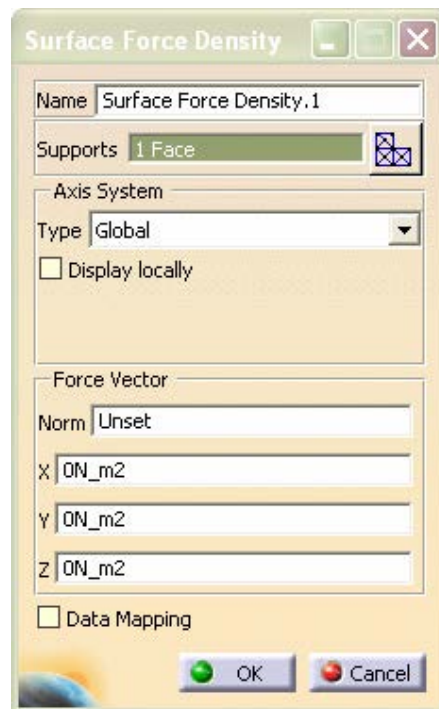 Surface Force Density
Name Surface Force Density.1
Supports 1 Face
Axis System
Type Global
Display locally
Force Vector
Norm Unset
X 0N_m2
Y 0N_m2
Z 0N_m2
Data Mapping
OK Cancel